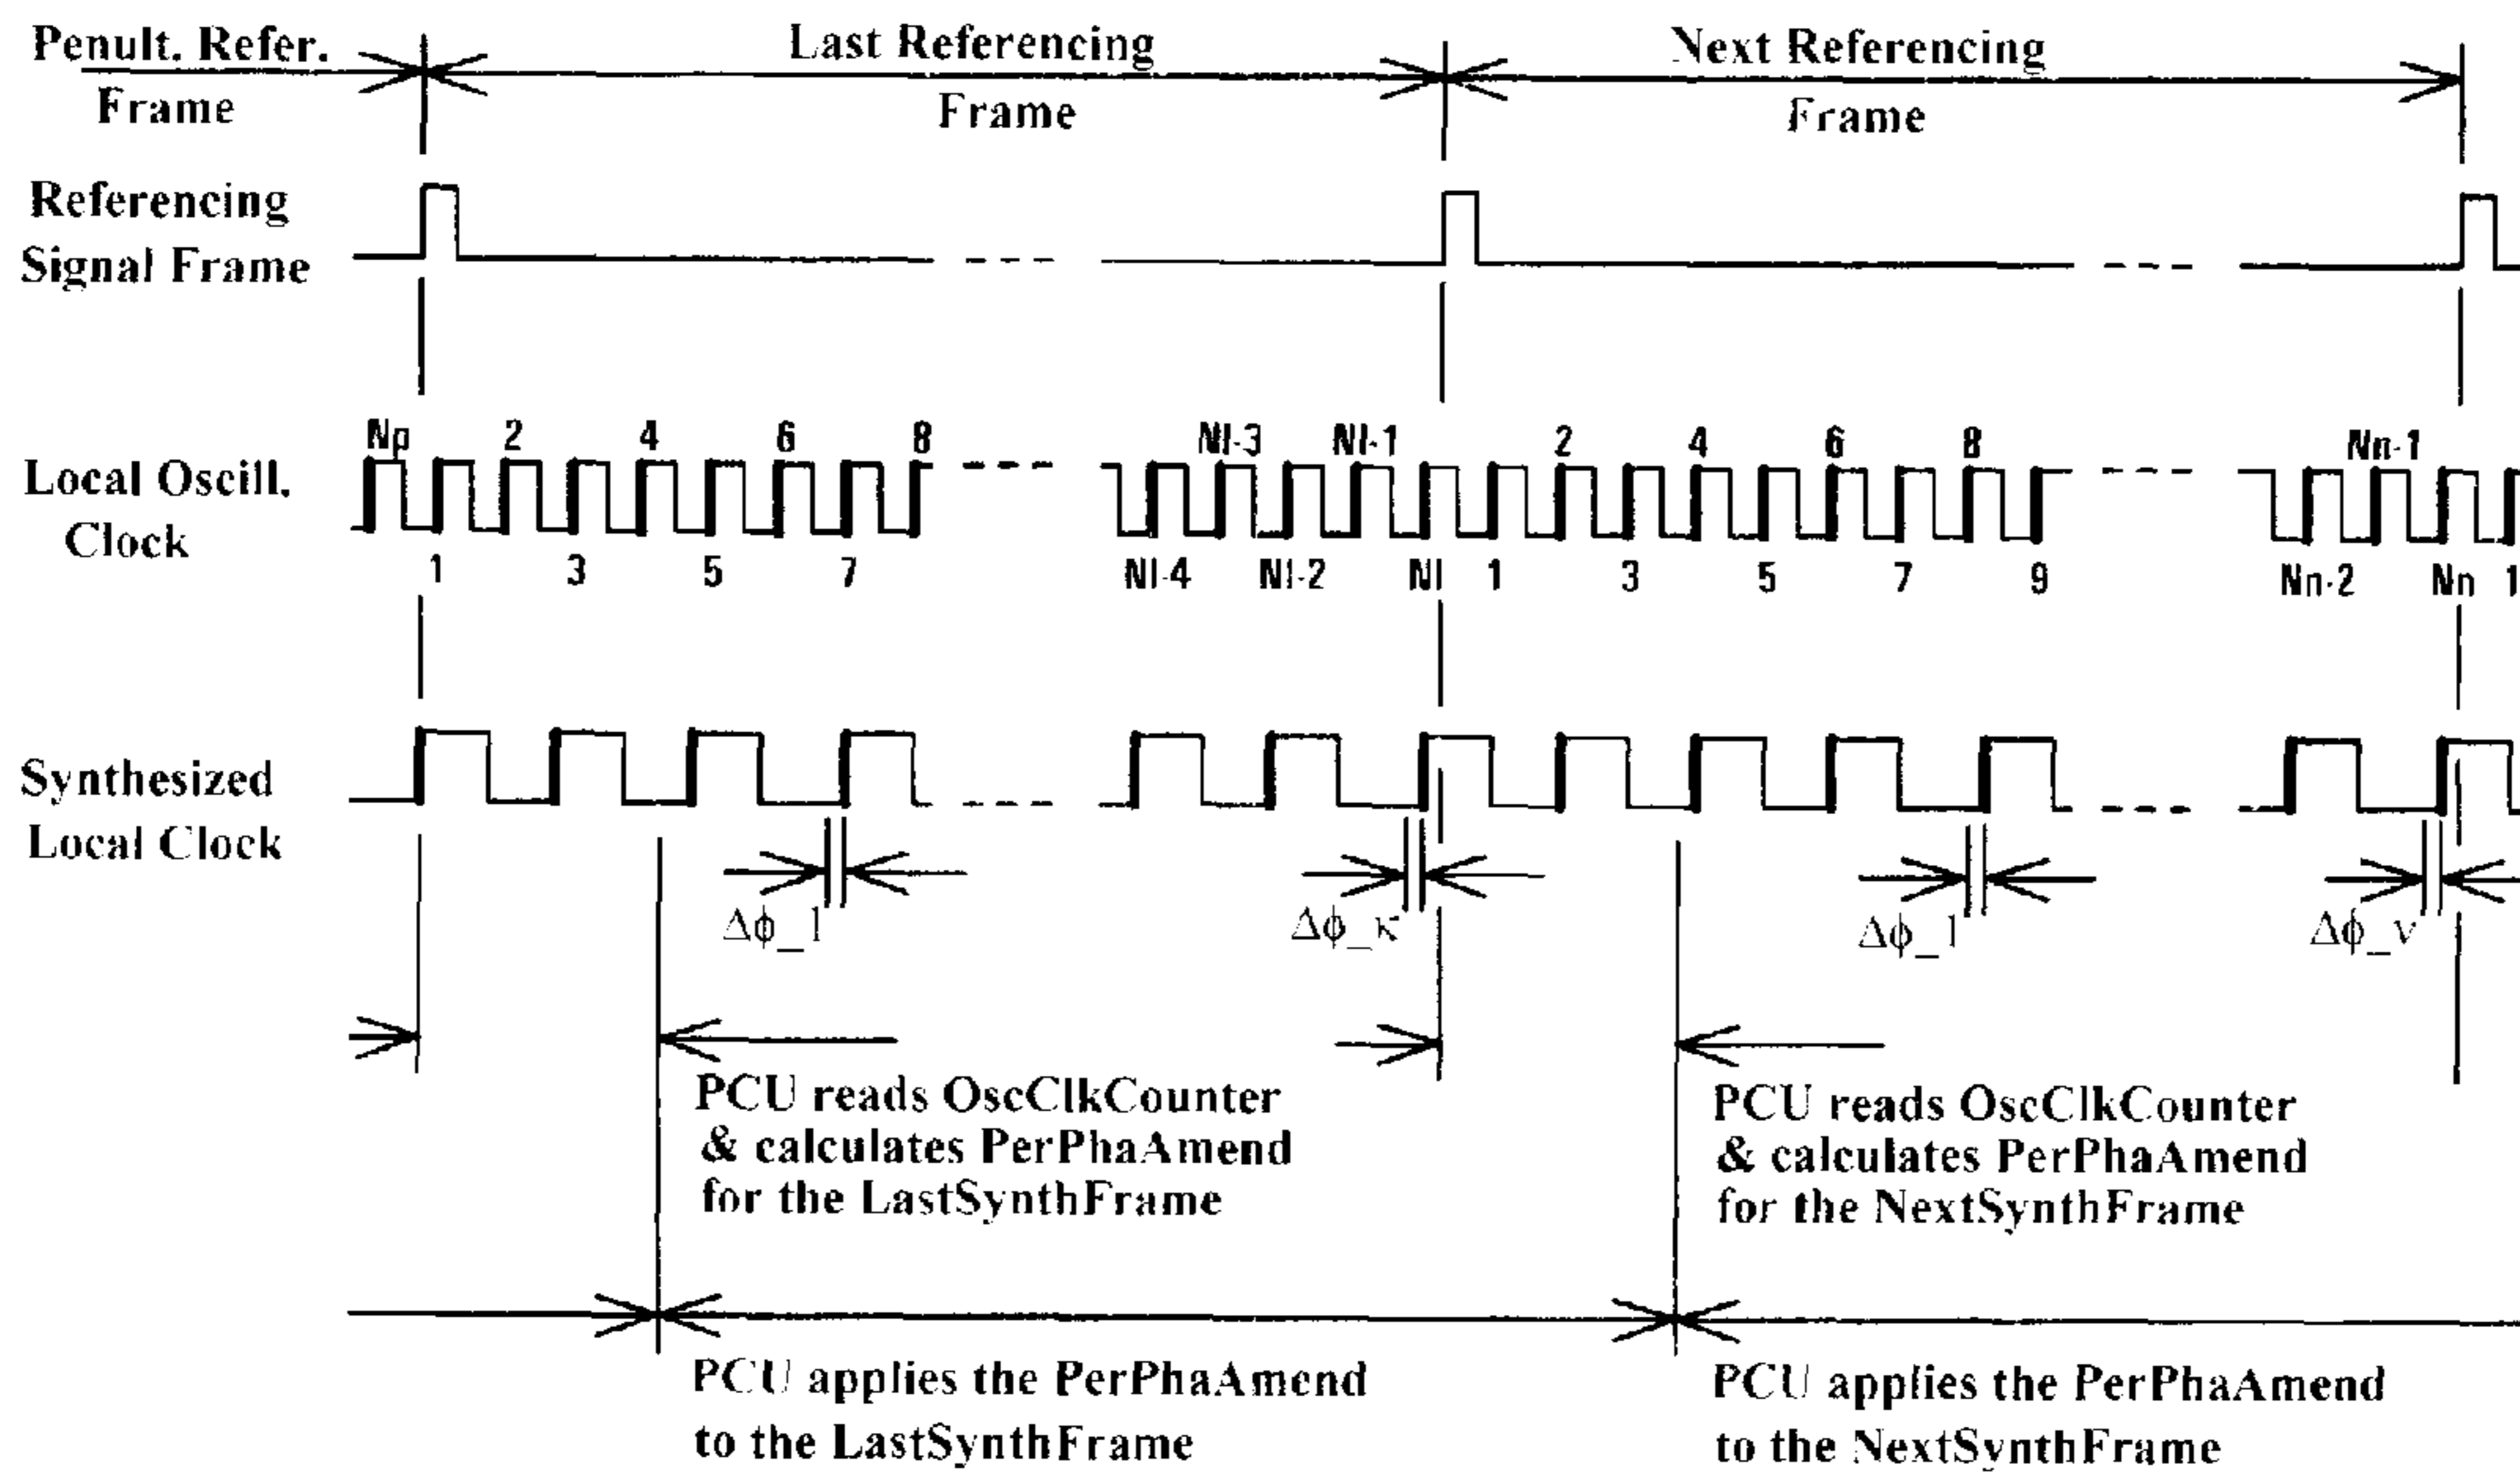 Penult. Refer.
Frame
Last Referencing
Frame
Next Referencing
Frame
Referencing
Signal Frame
Local Oscill.
Clock
Np 2 4 6 8 Nl-3 Nl-1 2 4 6 8 Nn-1
1 3 5 7 Nl-4 Nl-2 Nl 1 3 5 7 9 Nn-2 Nn 1
Synthesized
Local Clock
Δϕ_1 Δϕ_κ Δϕ_1 Δϕ_ν
PCU reads OscClkCounter
& calculates PerPhaAmend
for the LastSynthFrame
PCU reads OscClkCounter
& calculates PerPhaAmend
for the NextSynthFrame
PCU applies the PerPhaAmend
to the LastSynthFrame
PCU applies the PerPhaAmend
to the NextSynthFrame